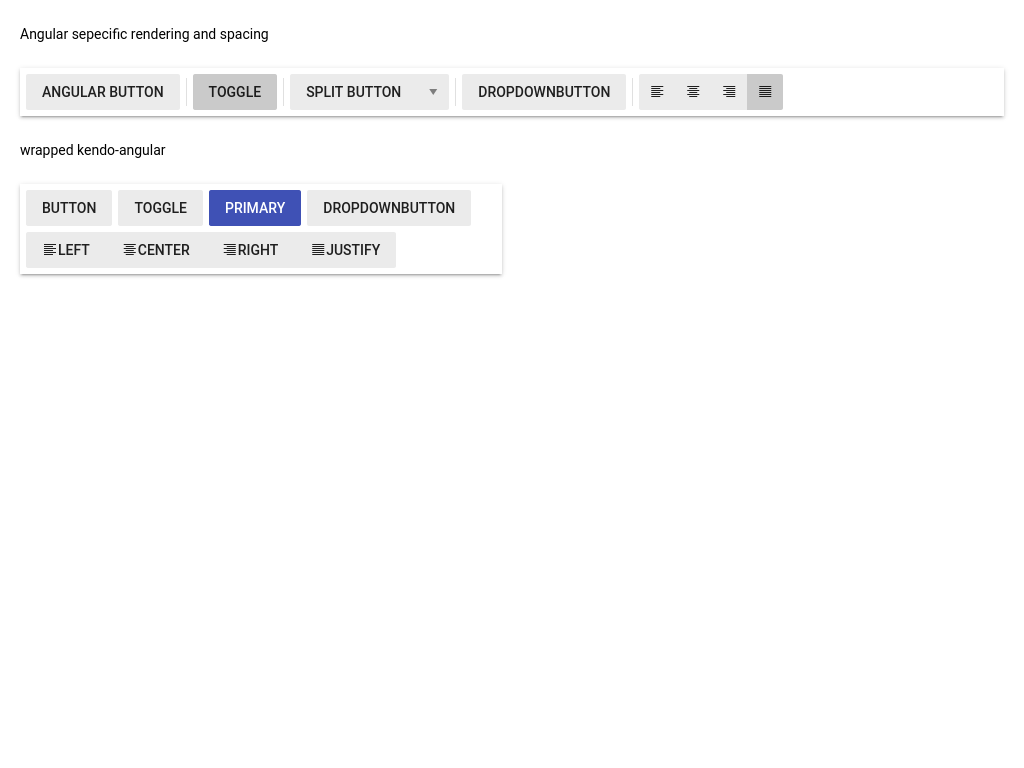 Angular sepecific rendering and spacing
ANGULAR BUTTON TOGGLE SPLIT BUTTON DROPDOWNBUTTON
wrapped kendo-angular
BUTTON TOGGLE PRIMARY DROPDOWNBUTTON
LEFT CENTER RIGHT JUSTIFY